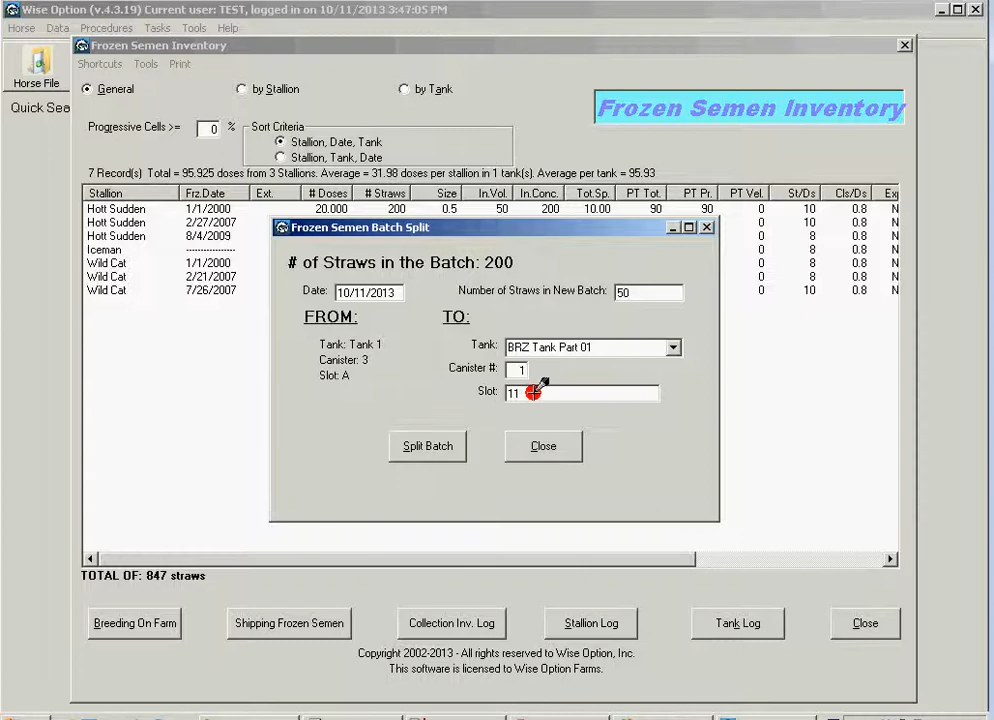 Wise Option (v.4.3.19) Current user: TEST, logged in on 10/11/2013 3:47:05 PM
Horse Data Procedures Tasks Tools Help
Horse File
Quick Sea
Frozen Semen Inventory
Shortcuts Tools Print
General by Stallion by Tank
Frozen Semen Inventory
Progressive Cells >= 0 %
Sort Criteria
Stallion, Date, Tank
Stallion, Tank, Date
7 Record(s) Total = 95.925 doses from 3 Stallions. Average = 31.98 doses per stallion in 1 tank(s). Average per tank = 95.93
Stallion Frz.Date Ext. # Doses # Straws Size In.Vol. In.Conc. Tot.Sp. PT Tot. PT Pr. PT Vel. St/Ds Cls/Ds Ex
Hott Sudden 1/1/2000 20.000 200 0.5 50 200 10.00 90 90 0 10 0.8 N
Hott Sudden 2/27/2007 0 10 0.8 N
Hott Sudden 8/4/2009 0 8 0.8 N
Iceman ---------------- 0 8 0.8 N
Wild Cat 1/1/2000 0 10 0.8 N
Wild Cat 2/21/2007 0 8 0.8 N
Wild Cat 7/26/2007 0 8 0.8 N
Frozen Semen Batch Split
# of Straws in the Batch: 200
Date: 10/11/2013 Number of Straws in New Batch: 50
FROM: TO:
Tank: Tank 1
Canister: 3
Slot: A
Tank: BRZ Tank Part 01
Canister #: 1
Slot: 11
Split Batch Close
TOTAL OF: 847 straws
Breeding On Farm Shipping Frozen Semen Collection Inv. Log Stallion Log Tank Log Close
Copyright 2002-2013 - All rights reserved to Wise Option, Inc.
This software is licensed to Wise Option Farms.